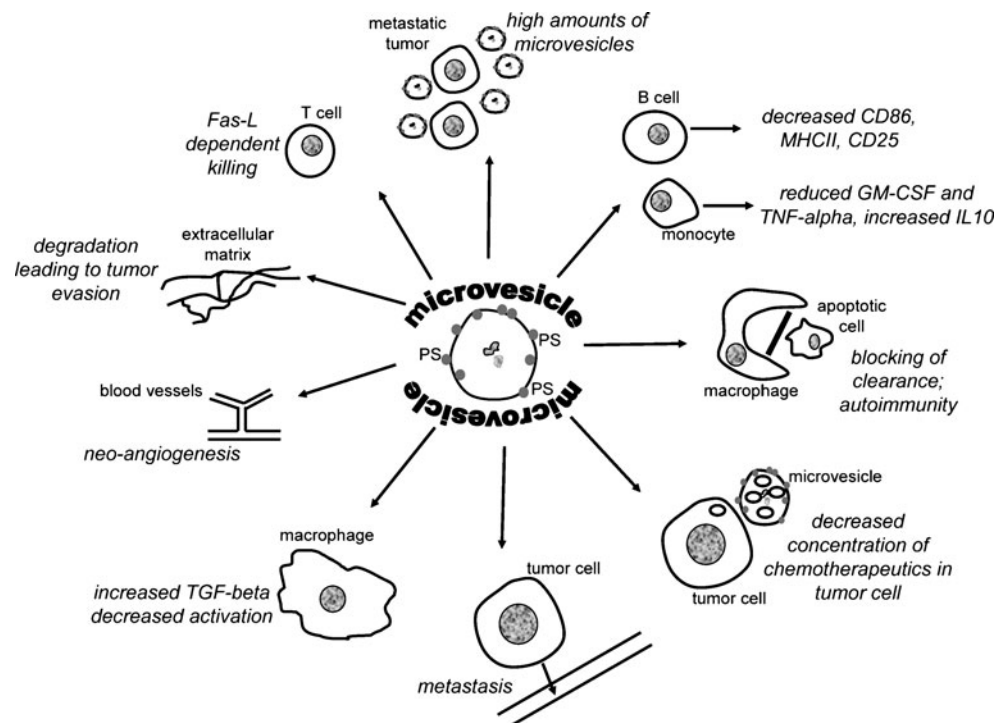 metastatic
tumor
high amounts of
microvesicles
T cell
Fas-L
dependent
killing
B cell
decreased CD86,
MHCII, CD25
monocyte
reduced GM-CSF and
TNF-alpha, increased IL10
extracellular
matrix
degradation
leading to tumor
evasion
microvesicle
PS
PS
PS
microvesicle
apoptotic
cell
macrophage
blocking of
clearance;
autoimmunity
blood vessels
neo-angiogenesis
microvesicle
tumor cell
decreased
concentration of
chemotherapeutics in
tumor cell
macrophage
increased TGF-beta
decreased activation
tumor cell
metastasis